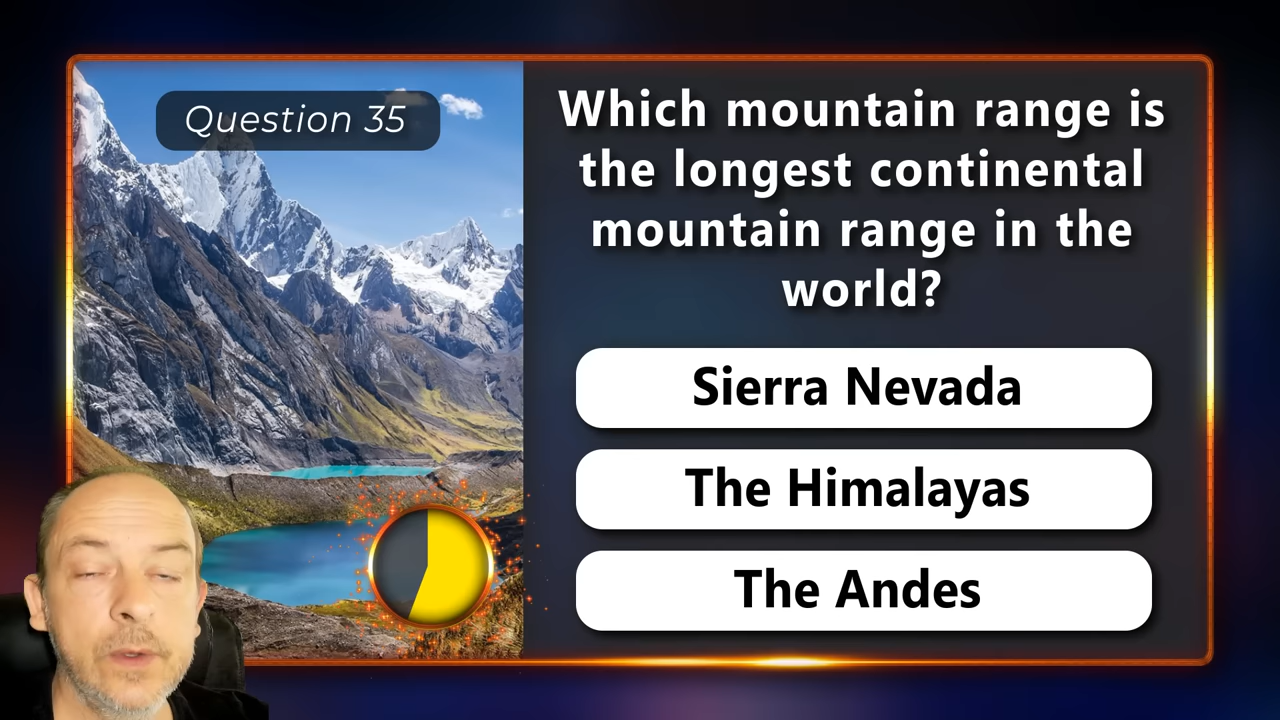 Question 35
Which mountain range is
the longest continental
mountain range in the
world?
Sierra Nevada
The Himalayas
The Andes